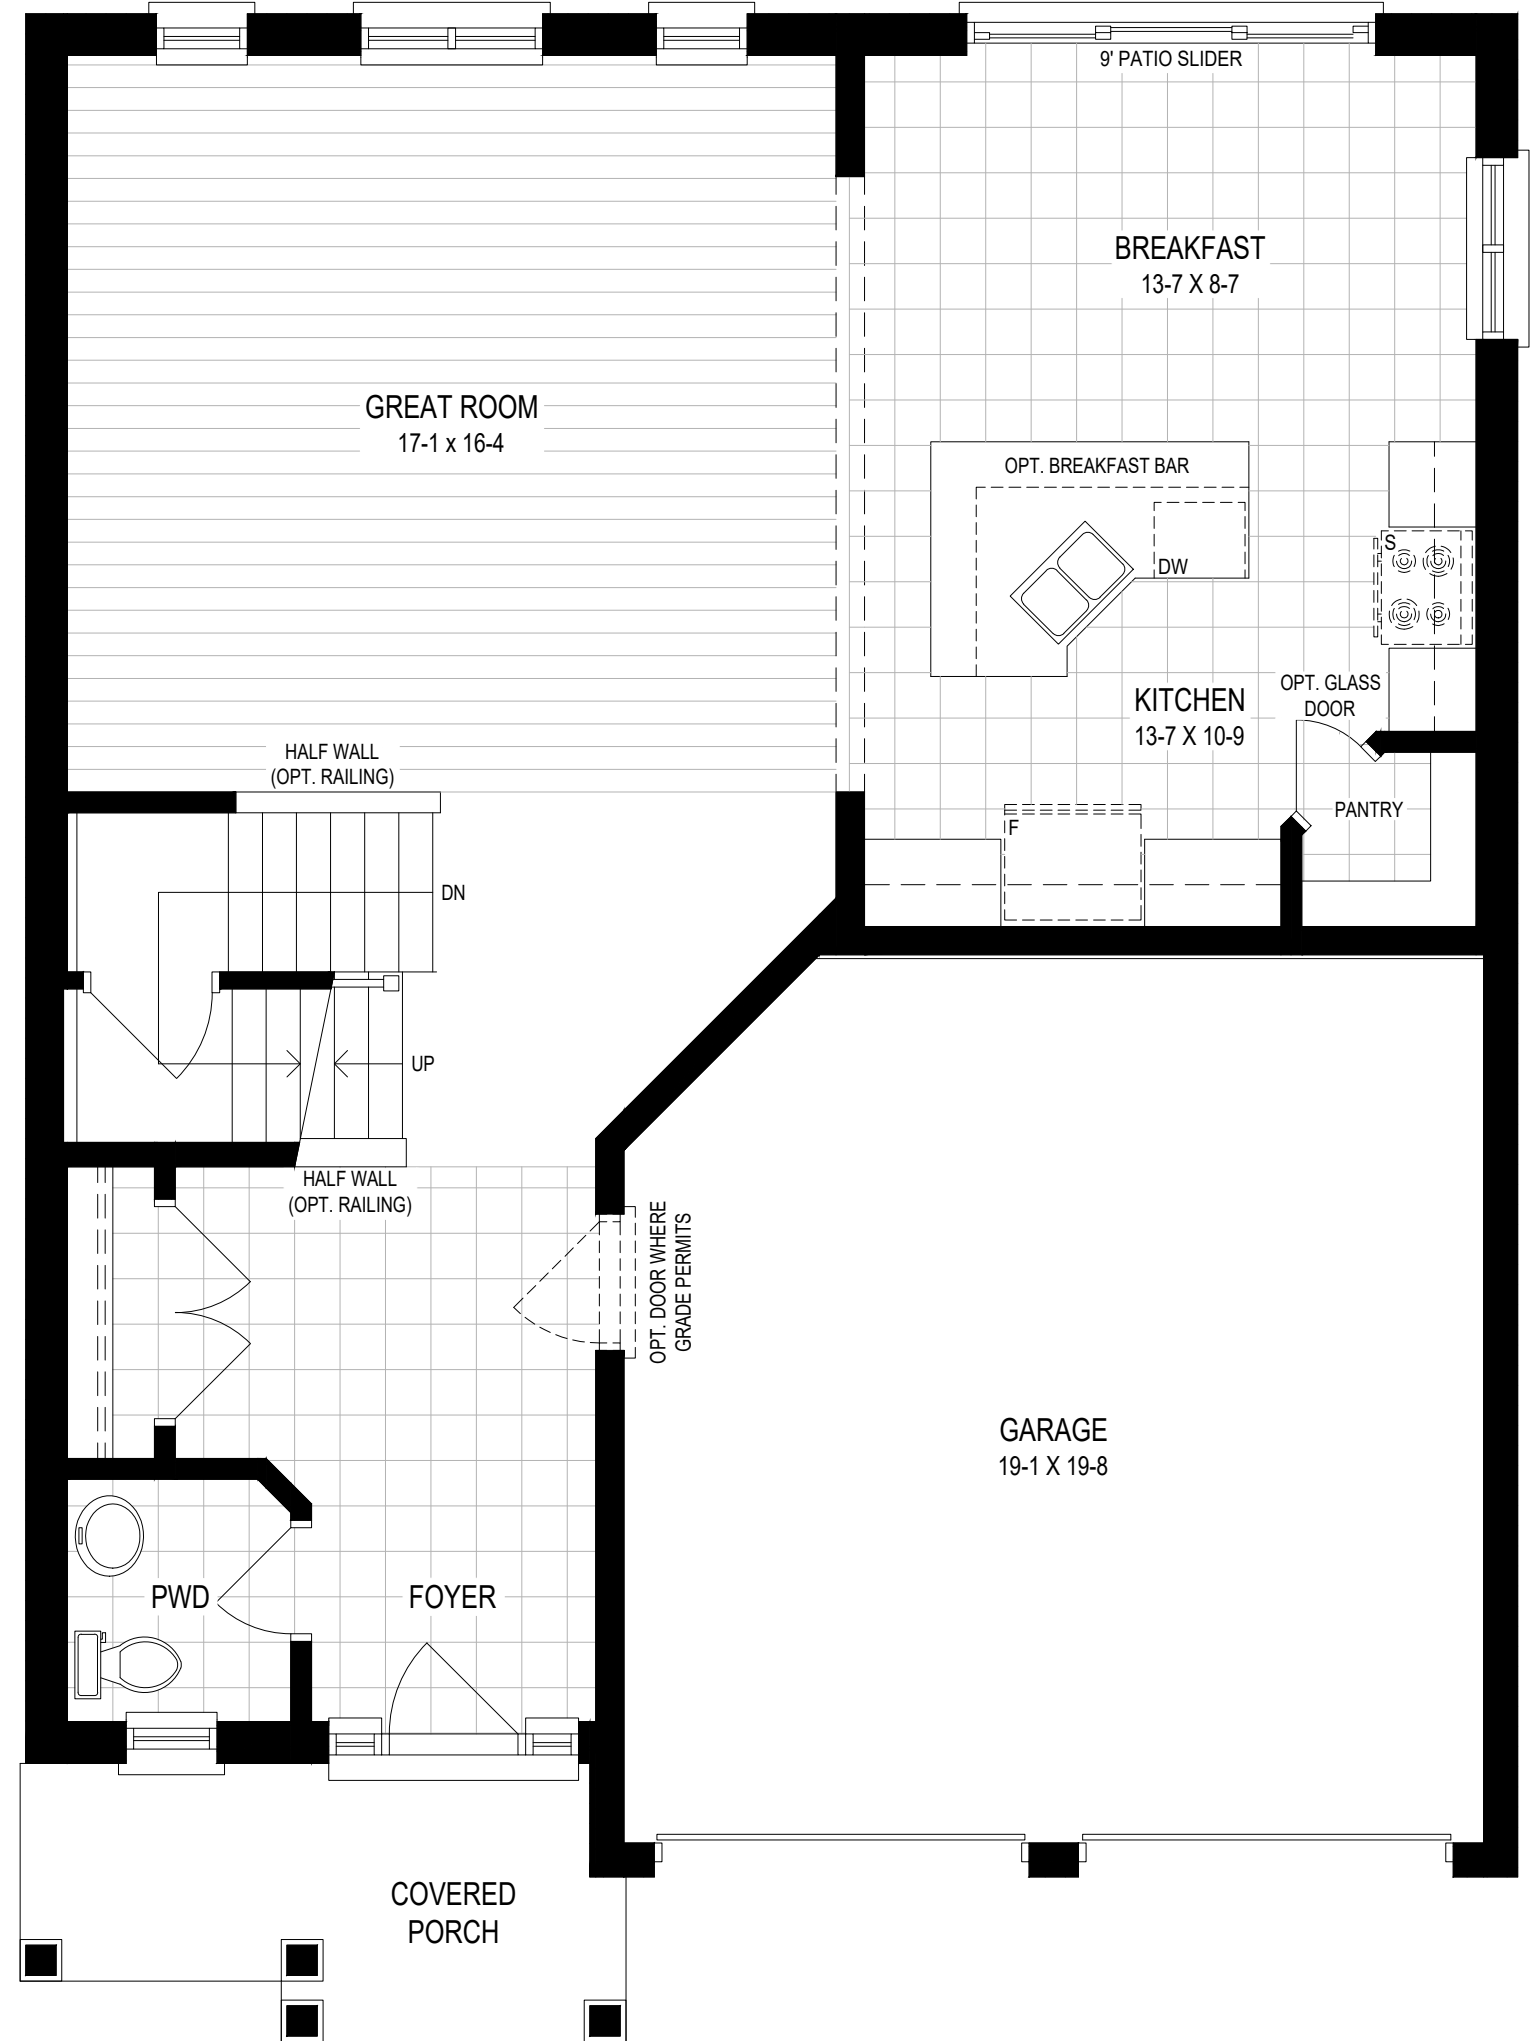 9' PATIO SLIDER
BREAKFAST
13-7 X 8-7
GREAT ROOM
17-1 x 16-4
OPT. BREAKFAST BAR
S
DW
KITCHEN
13-7 X 10-9
OPT. GLASS
DOOR
HALF WALL
(OPT. RAILING)
PANTRY
F
DN
UP
HALF WALL
(OPT. RAILING)
OPT. DOOR WHERE
GRADE PERMITS
GARAGE
19-1 X 19-8
PWD
FOYER
COVERED
PORCH